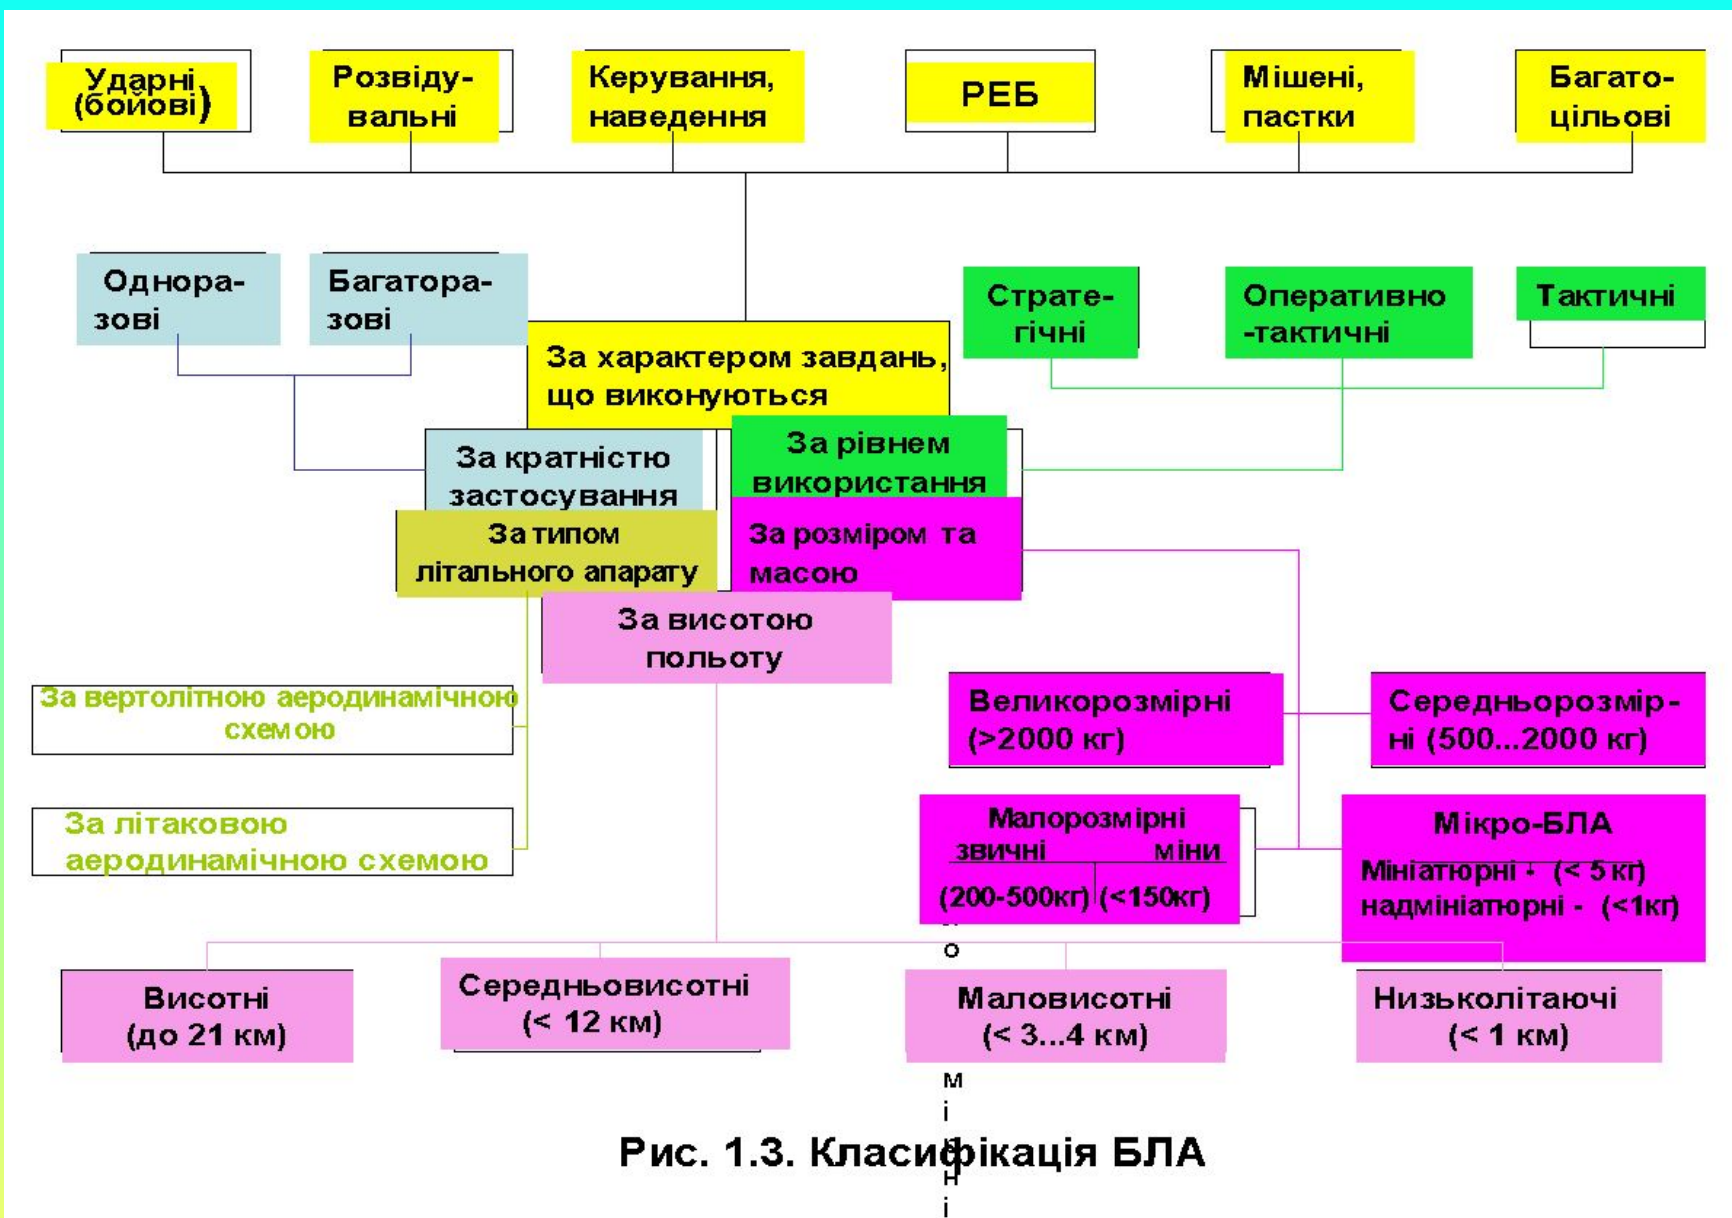 Ударні
(бойові)
Розвіду-
вальні
Керування,
наведення
РЕБ
Мішені,
пастки
Багато-
цільові
Однора-
зові
Багатора-
зові
Страте-
гічні
Оперативно
-тактичні
Тактичні
За характером завдань,
що виконуються
За кратністю
застосування
За рівнем
використання
За типом
літального апарату
За розміром та
масою
За висотою
польоту
За вертолітною аеродинамічною
схемою
За літаковою
аеродинамічною схемою
Великорозмірні
(>2000 кг)
Середньорозмір-
ні (500...2000 кг)
Малорозмірні
звичні міни
(200-500кг) (<150кг)
Мікро-БЛА
Мініатюрні - (< 5 кг)
надмініатюрні - (<1кг)
о
Висотні
(до 21 км)
Середньовисотні
(< 12 км)
Маловисотні
(< 3...4 км)
Низьколітаючі
(< 1 км)
м
і
Рис. 1.3. Класифікація БЛА
н
і